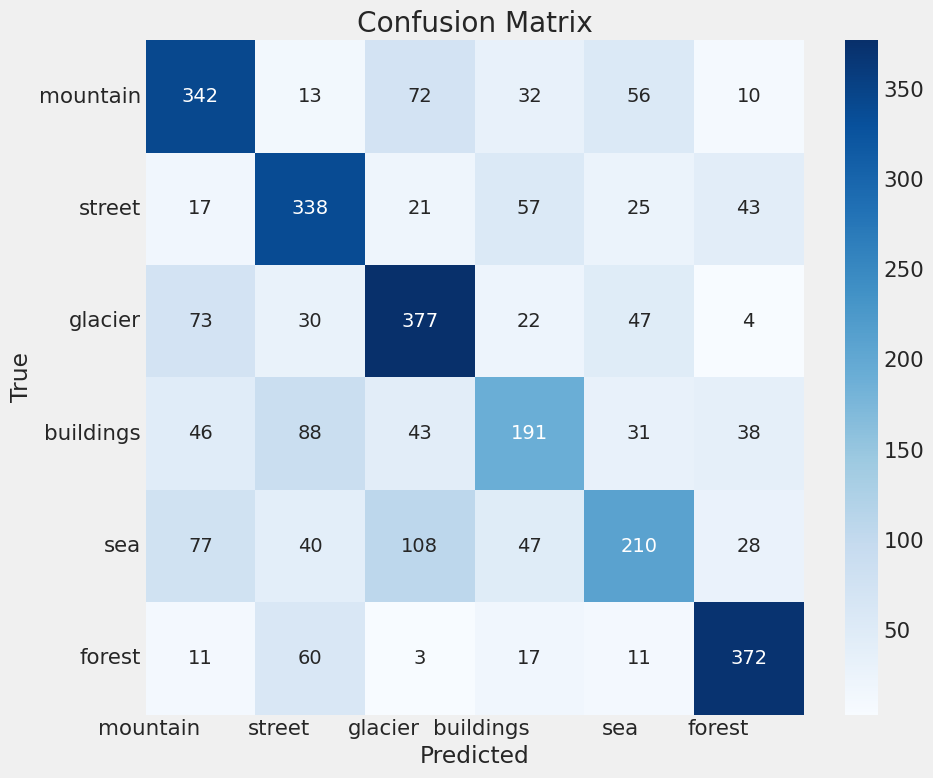 Confusion Matrix
mountain 342 13 72 32 56 10
street 17 338 21 57 25 43
glacier 73 30 377 22 47 4
buildings 46 88 43 191 31 38
sea 77 40 108 47 210 28
forest 11 60 3 17 11 372
mountain street glacier buildings sea forest
Predicted
True
350
300
250
200
150
100
50